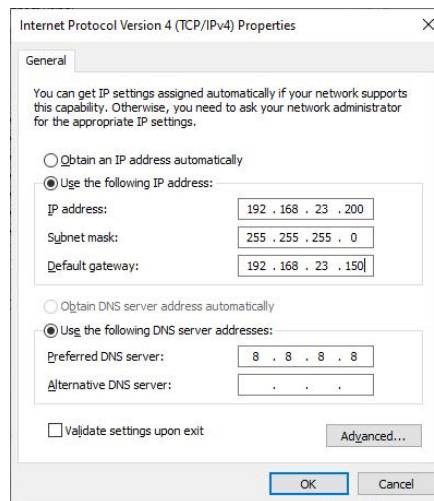 Internet Protocol Version 4 (TCP/IPv4) Properties
General
You can get IP settings assigned automatically if your network supports
this capability. Otherwise, you need to ask your network administrator
for the appropriate IP settings.
Obtain an IP address automatically
Use the following IP address:
IP address: 192 . 168 . 23 . 200
Subnet mask: 255 . 255 . 255 . 0
Default gateway: 192 . 168 . 23 . 150
Obtain DNS server address automatically
Use the following DNS server addresses:
Preferred DNS server: 8 . 8 . 8 . 8
Alternative DNS server: . . .
Validate settings upon exit
Advanced...
OK Cancel